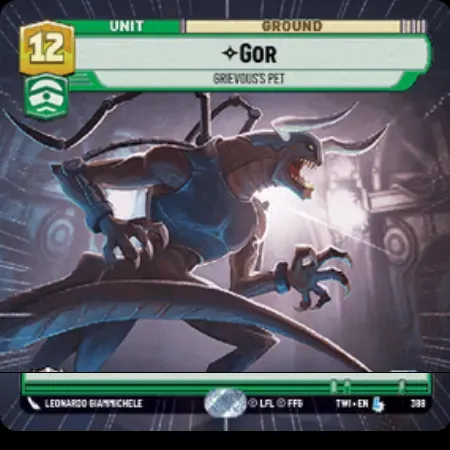 UNIT GROUND
12
✧GOR
GRIEVOUS'S PET
LEONARDO GIAMMICHELE Ⓒ LFL Ⓟ FFG TWI • EN 388